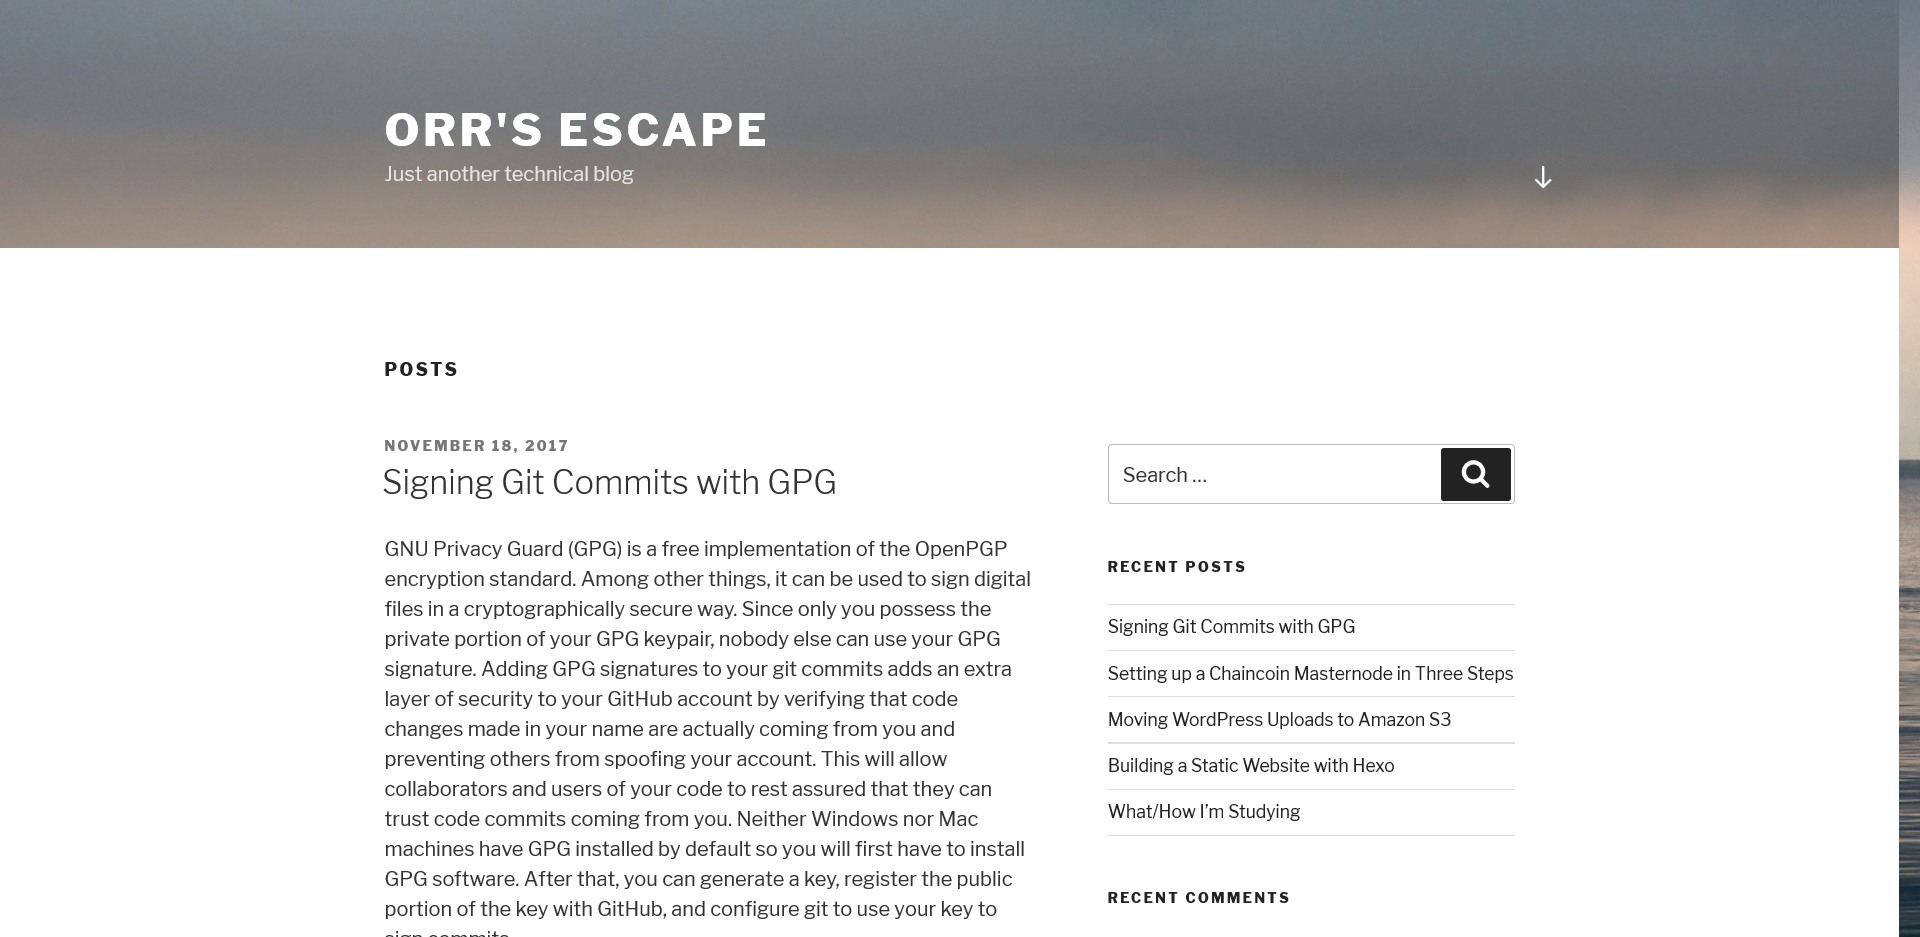 ORR'S ESCAPE
Just another technical blog
POSTS
NOVEMBER 18, 2017
Signing Git Commits with GPG
GNU Privacy Guard (GPG) is a free implementation of the OpenPGP
encryption standard. Among other things, it can be used to sign digital
files in a cryptographically secure way. Since only you possess the
private portion of your GPG keypair, nobody else can use your GPG
signature. Adding GPG signatures to your git commits adds an extra
layer of security to your GitHub account by verifying that code
changes made in your name are actually coming from you and
preventing others from spoofing your account. This will allow
collaborators and users of your code to rest assured that they can
trust code commits coming from you. Neither Windows nor Mac
machines have GPG installed by default so you will first have to install
GPG software. After that, you can generate a key, register the public
portion of the key with GitHub, and configure git to use your key to
sign commits.
Search …
RECENT POSTS
Signing Git Commits with GPG
Setting up a Chaincoin Masternode in Three Steps
Moving WordPress Uploads to Amazon S3
Building a Static Website with Hexo
What/How I’m Studying
RECENT COMMENTS